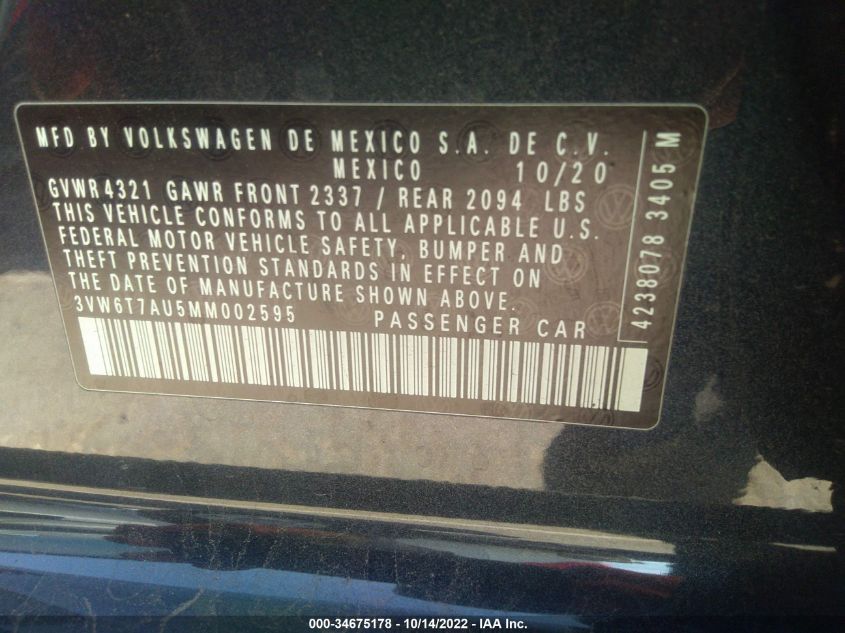 MFD BY VOLKSWAGEN DE MEXICO S.A. DE C.V.
MEXICO 10/20
GVWR4321 GAWR FRONT 2337 / REAR 2094 LBS
THIS VEHICLE CONFORMS TO ALL APPLICABLE U.S.
FEDERAL MOTOR VEHICLE SAFETY, BUMPER AND
THEFT PREVENTION STANDARDS IN EFFECT ON
THE DATE OF MANUFACTURE SHOWN ABOVE.
3VW6T7AU5MM002595 PASSENGER CAR
4238078 3405 M
000-34675178 - 10/14/2022 - IAA Inc.